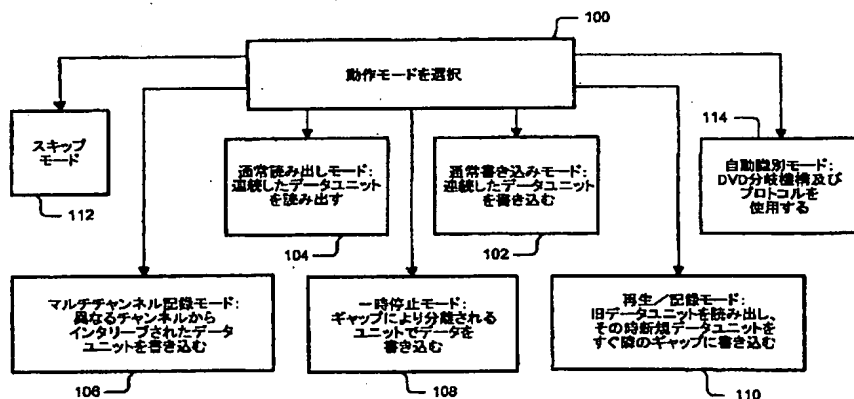 100
動作モードを選択
スキップ
モード
112
通常読み出しモード:
連続したデータユニット
を読み出す
104
通常書き込みモード:
連続したデータユニット
を書き込む
102
114
自動識別モード:
DVD分岐機構及び
プロトコルを
使用する
マルチチャンネル記録モード:
異なるチャンネルから
インタリーブされたデータ
ユニットを書き込む
106
一時停止モード:
ギャップにより分離される
ユニットでデータを
書き込む
108
再生/記録モード:
旧データユニットを読み出し、
その時新規データユニットを
すぐ隣のギャップに書き込む
110